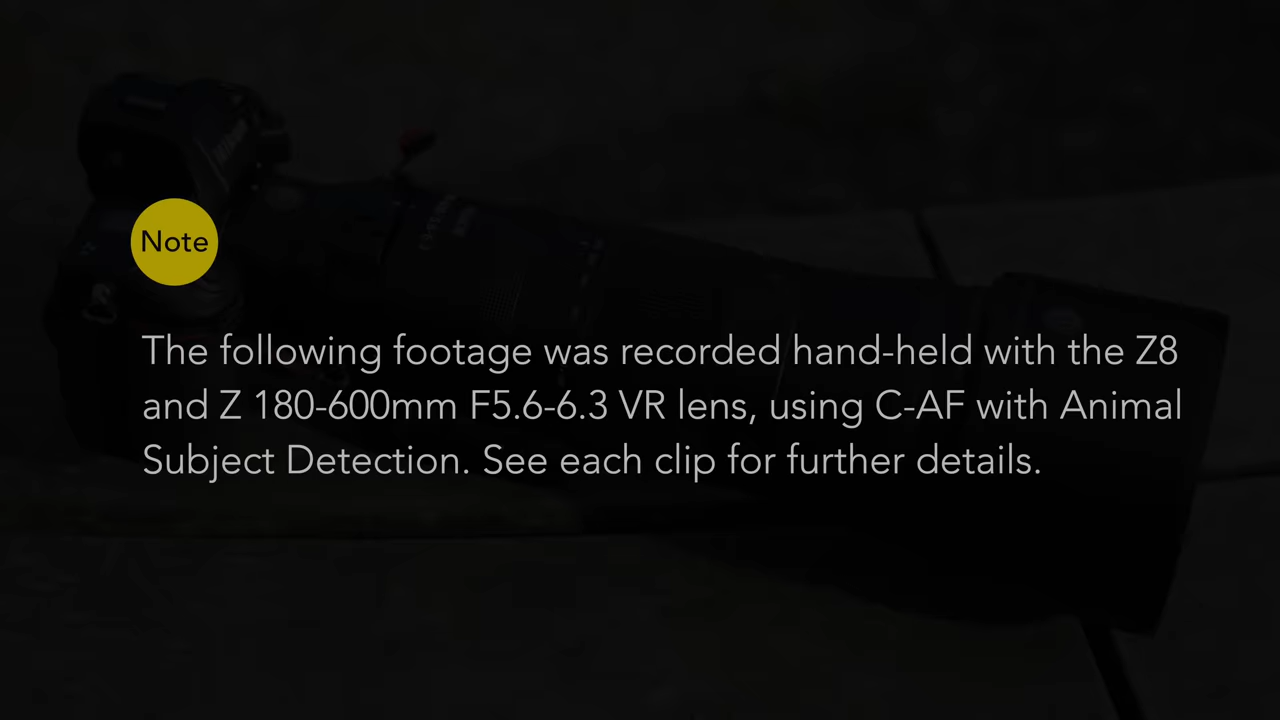 Note
The following footage was recorded hand-held with the Z8
and Z 180-600mm F5.6-6.3 VR lens, using C-AF with Animal
Subject Detection. See each clip for further details.